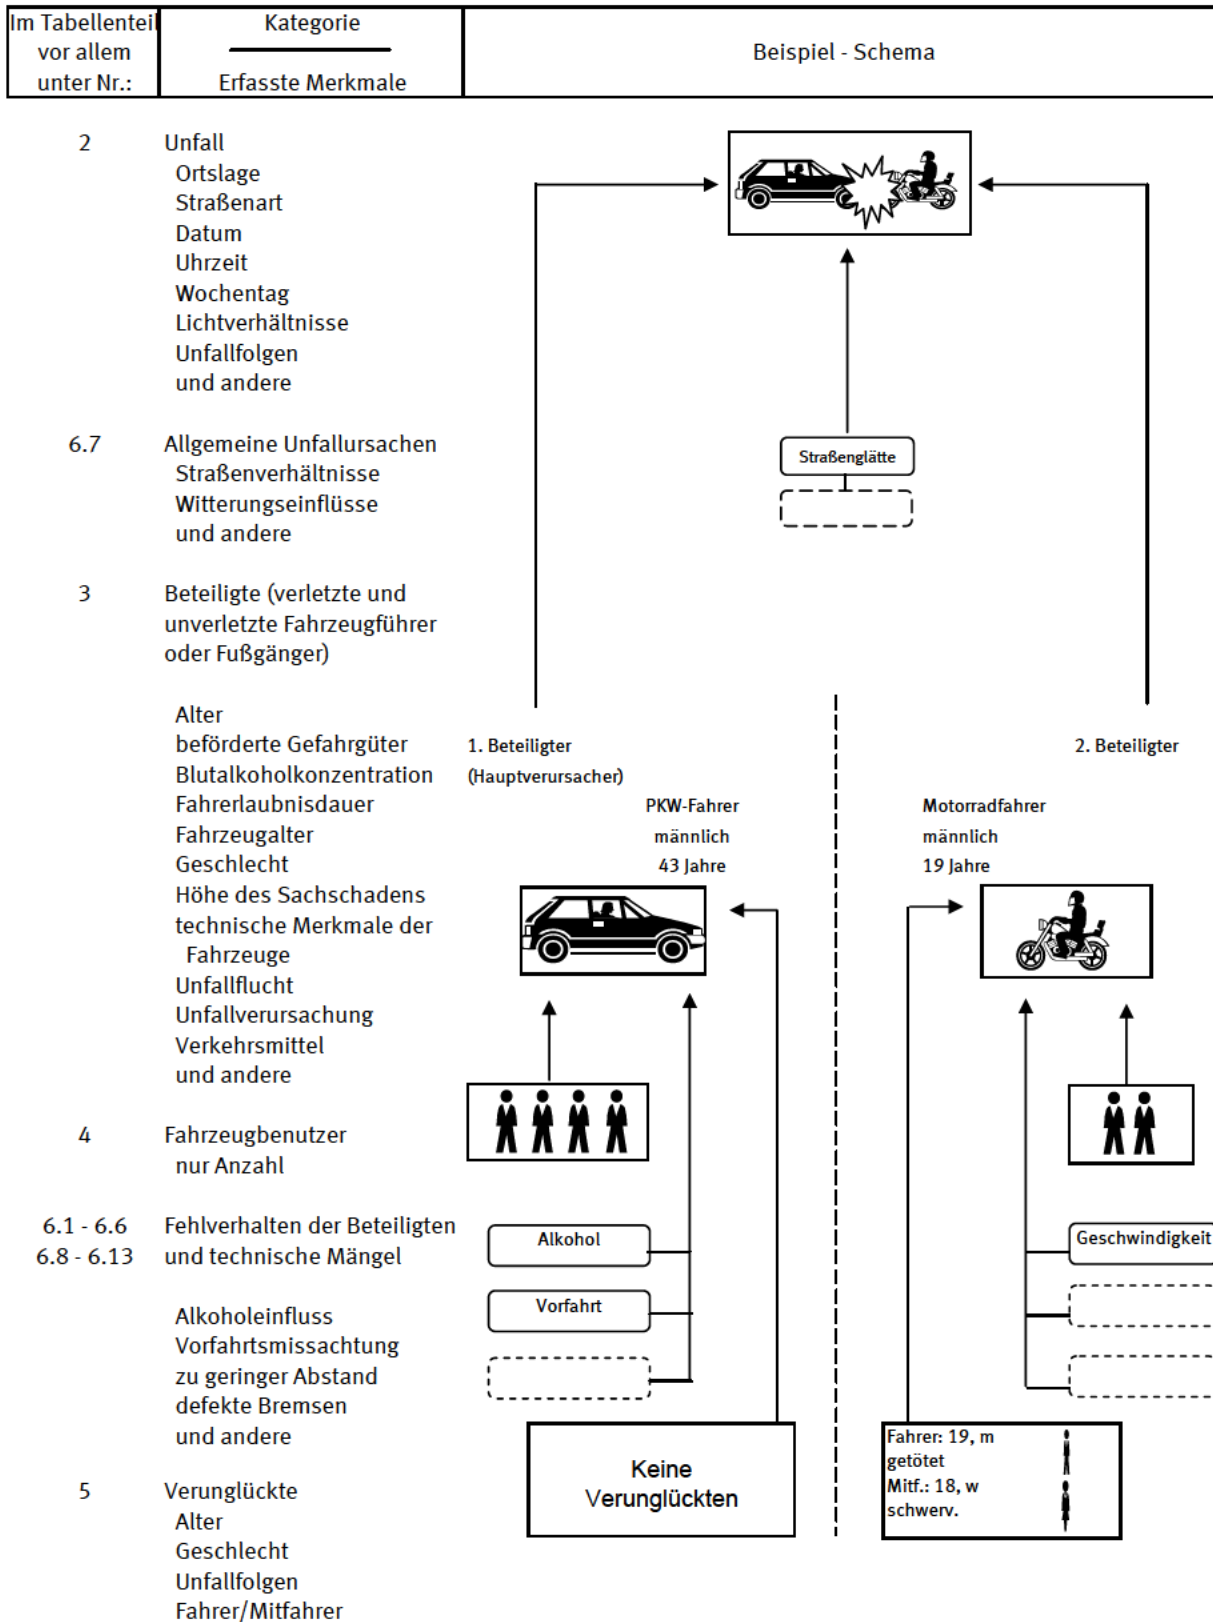 Im Tabellenteil
vor allem
unter Nr.:
Kategorie
Erfasste Merkmale
Beispiel - Schema
2 Unfall
Ortslage
Straßenart
Datum
Uhrzeit
Wochentag
Lichtverhältnisse
Unfallfolgen
und andere
6.7 Allgemeine Unfallursachen
Straßenverhältnisse
Witterungseinflüsse
und andere
Straßenglätte
3 Beteiligte (verletzte und
unverletzte Fahrzeugführer
oder Fußgänger)
Alter
beförderte Gefahrgüter
Blutalkoholkonzentration
Fahrerlaubnisdauer
Fahrzeugalter
Geschlecht
Höhe des Sachschadens
technische Merkmale der
Fahrzeuge
Unfallflucht
Unfallverursachung
Verkehrsmittel
und andere
1. Beteiligter
(Hauptverursacher)
PKW-Fahrer
männlich
43 Jahre
2. Beteiligter
Motorradfahrer
männlich
19 Jahre
4 Fahrzeugbenutzer
nur Anzahl
6.1 - 6.6 Fehlverhalten der Beteiligten
6.8 - 6.13 und technische Mängel
Alkoholeinfluss
Vorfahrtsmissachtung
zu geringer Abstand
defekte Bremsen
und andere
Alkohol
Vorfahrt
Geschwindigkeit
5 Verunglückte
Alter
Geschlecht
Unfallfolgen
Fahrer/Mitfahrer
Keine
Verunglückten
Fahrer: 19, m
getötet
Mitf.: 18, w
schwerv.